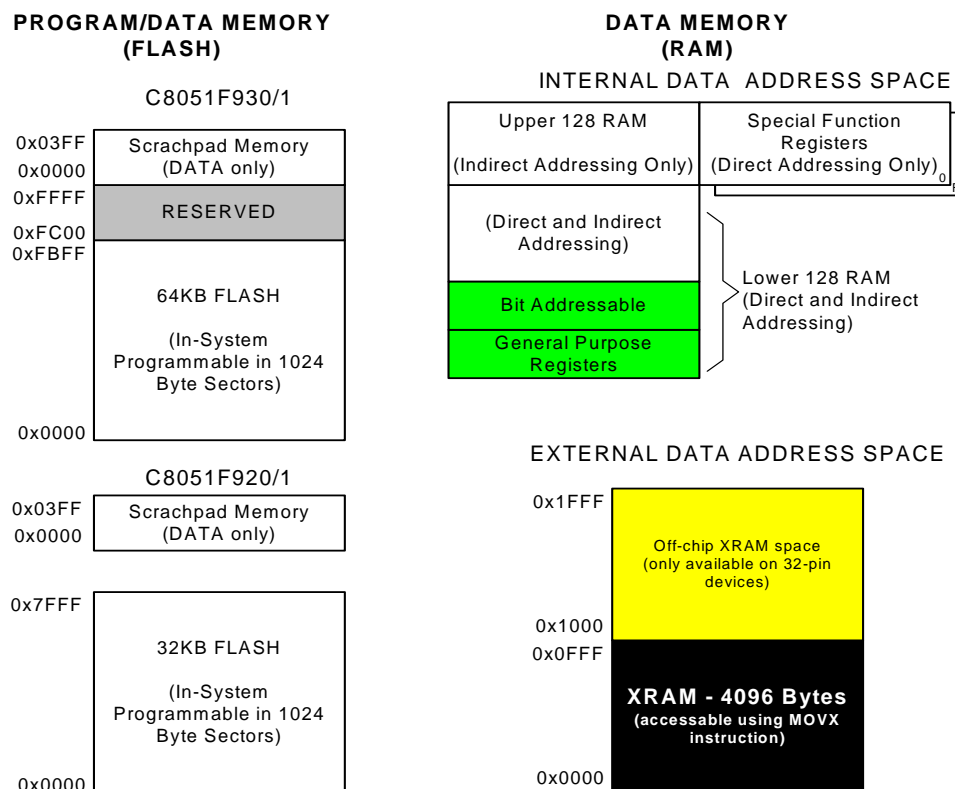 PROGRAM/DATA MEMORY
(FLASH)
C8051F930/1
0x03FF
Scrachpad Memory
(DATA only)
0x0000
0xFFFF
RESERVED
0xFC00
0xFBFF
64KB FLASH
(In-System
Programmable in 1024
Byte Sectors)
0x0000
C8051F920/1
0x03FF
Scrachpad Memory
(DATA only)
0x0000
0x7FFF
32KB FLASH
(In-System
Programmable in 1024
Byte Sectors)
0x0000
DATA MEMORY
(RAM)
INTERNAL DATA ADDRESS SPACE
Upper 128 RAM
(Indirect Addressing Only)
Special Function
Registers
(Direct Addressing Only)
0
F
(Direct and Indirect
Addressing)
Bit Addressable
General Purpose
Registers
Lower 128 RAM
(Direct and Indirect
Addressing)
EXTERNAL DATA ADDRESS SPACE
0x1FFF
Off-chip XRAM space
(only available on 32-pin
devices)
0x1000
0x0FFF
XRAM - 4096 Bytes
(accessable using MOVX
instruction)
0x0000